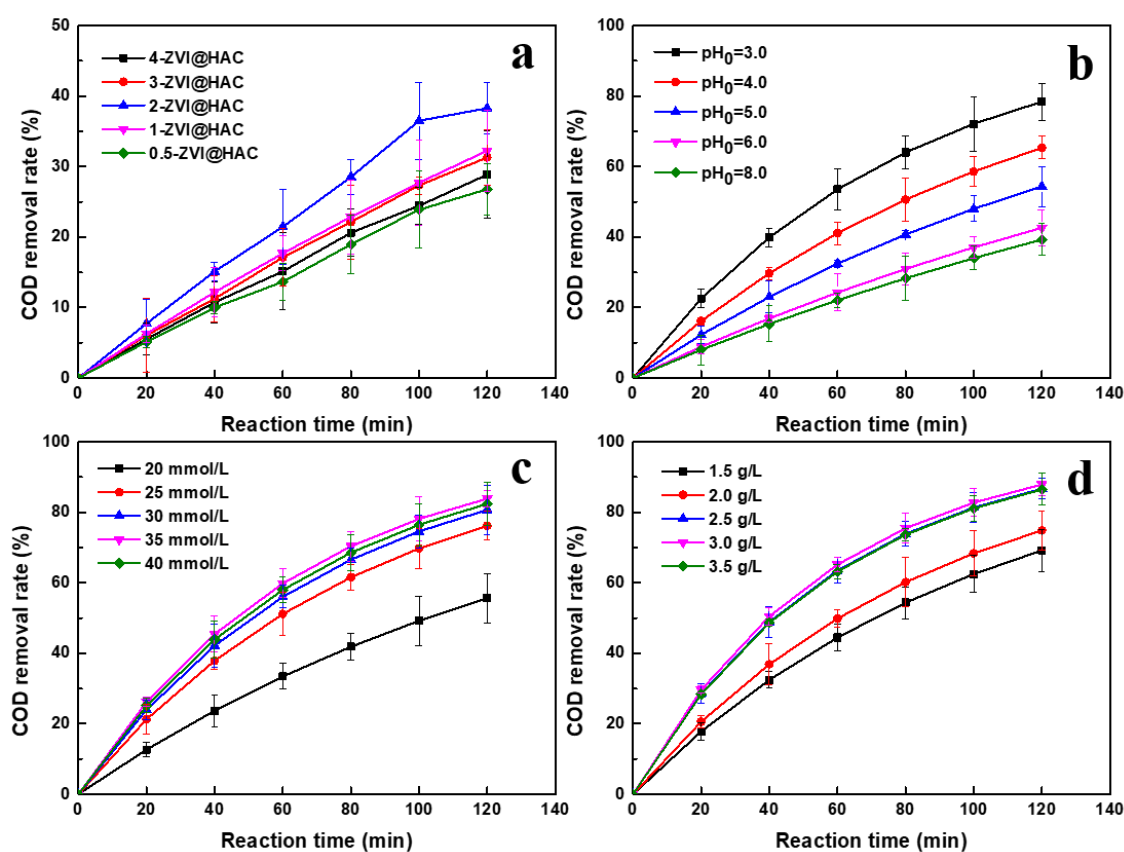 a
4-ZVI@HAC
3-ZVI@HAC
2-ZVI@HAC
1-ZVI@HAC
0.5-ZVI@HAC
50
40
30
20
10
0
0 20 40 60 80 100 120 140
COD removal rate (%)
Reaction time (min)
b
pH0=3.0
pH0=4.0
pH0=5.0
pH0=6.0
pH0=8.0
100
80
60
40
20
0
0 20 40 60 80 100 120 140
COD removal rate (%)
Reaction time (min)
c
20 mmol/L
25 mmol/L
30 mmol/L
35 mmol/L
40 mmol/L
100
80
60
40
20
0
0 20 40 60 80 100 120 140
COD removal rate (%)
Reaction time (min)
d
1.5 g/L
2.0 g/L
2.5 g/L
3.0 g/L
3.5 g/L
100
80
60
40
20
0
0 20 40 60 80 100 120 140
COD removal rate (%)
Reaction time (min)